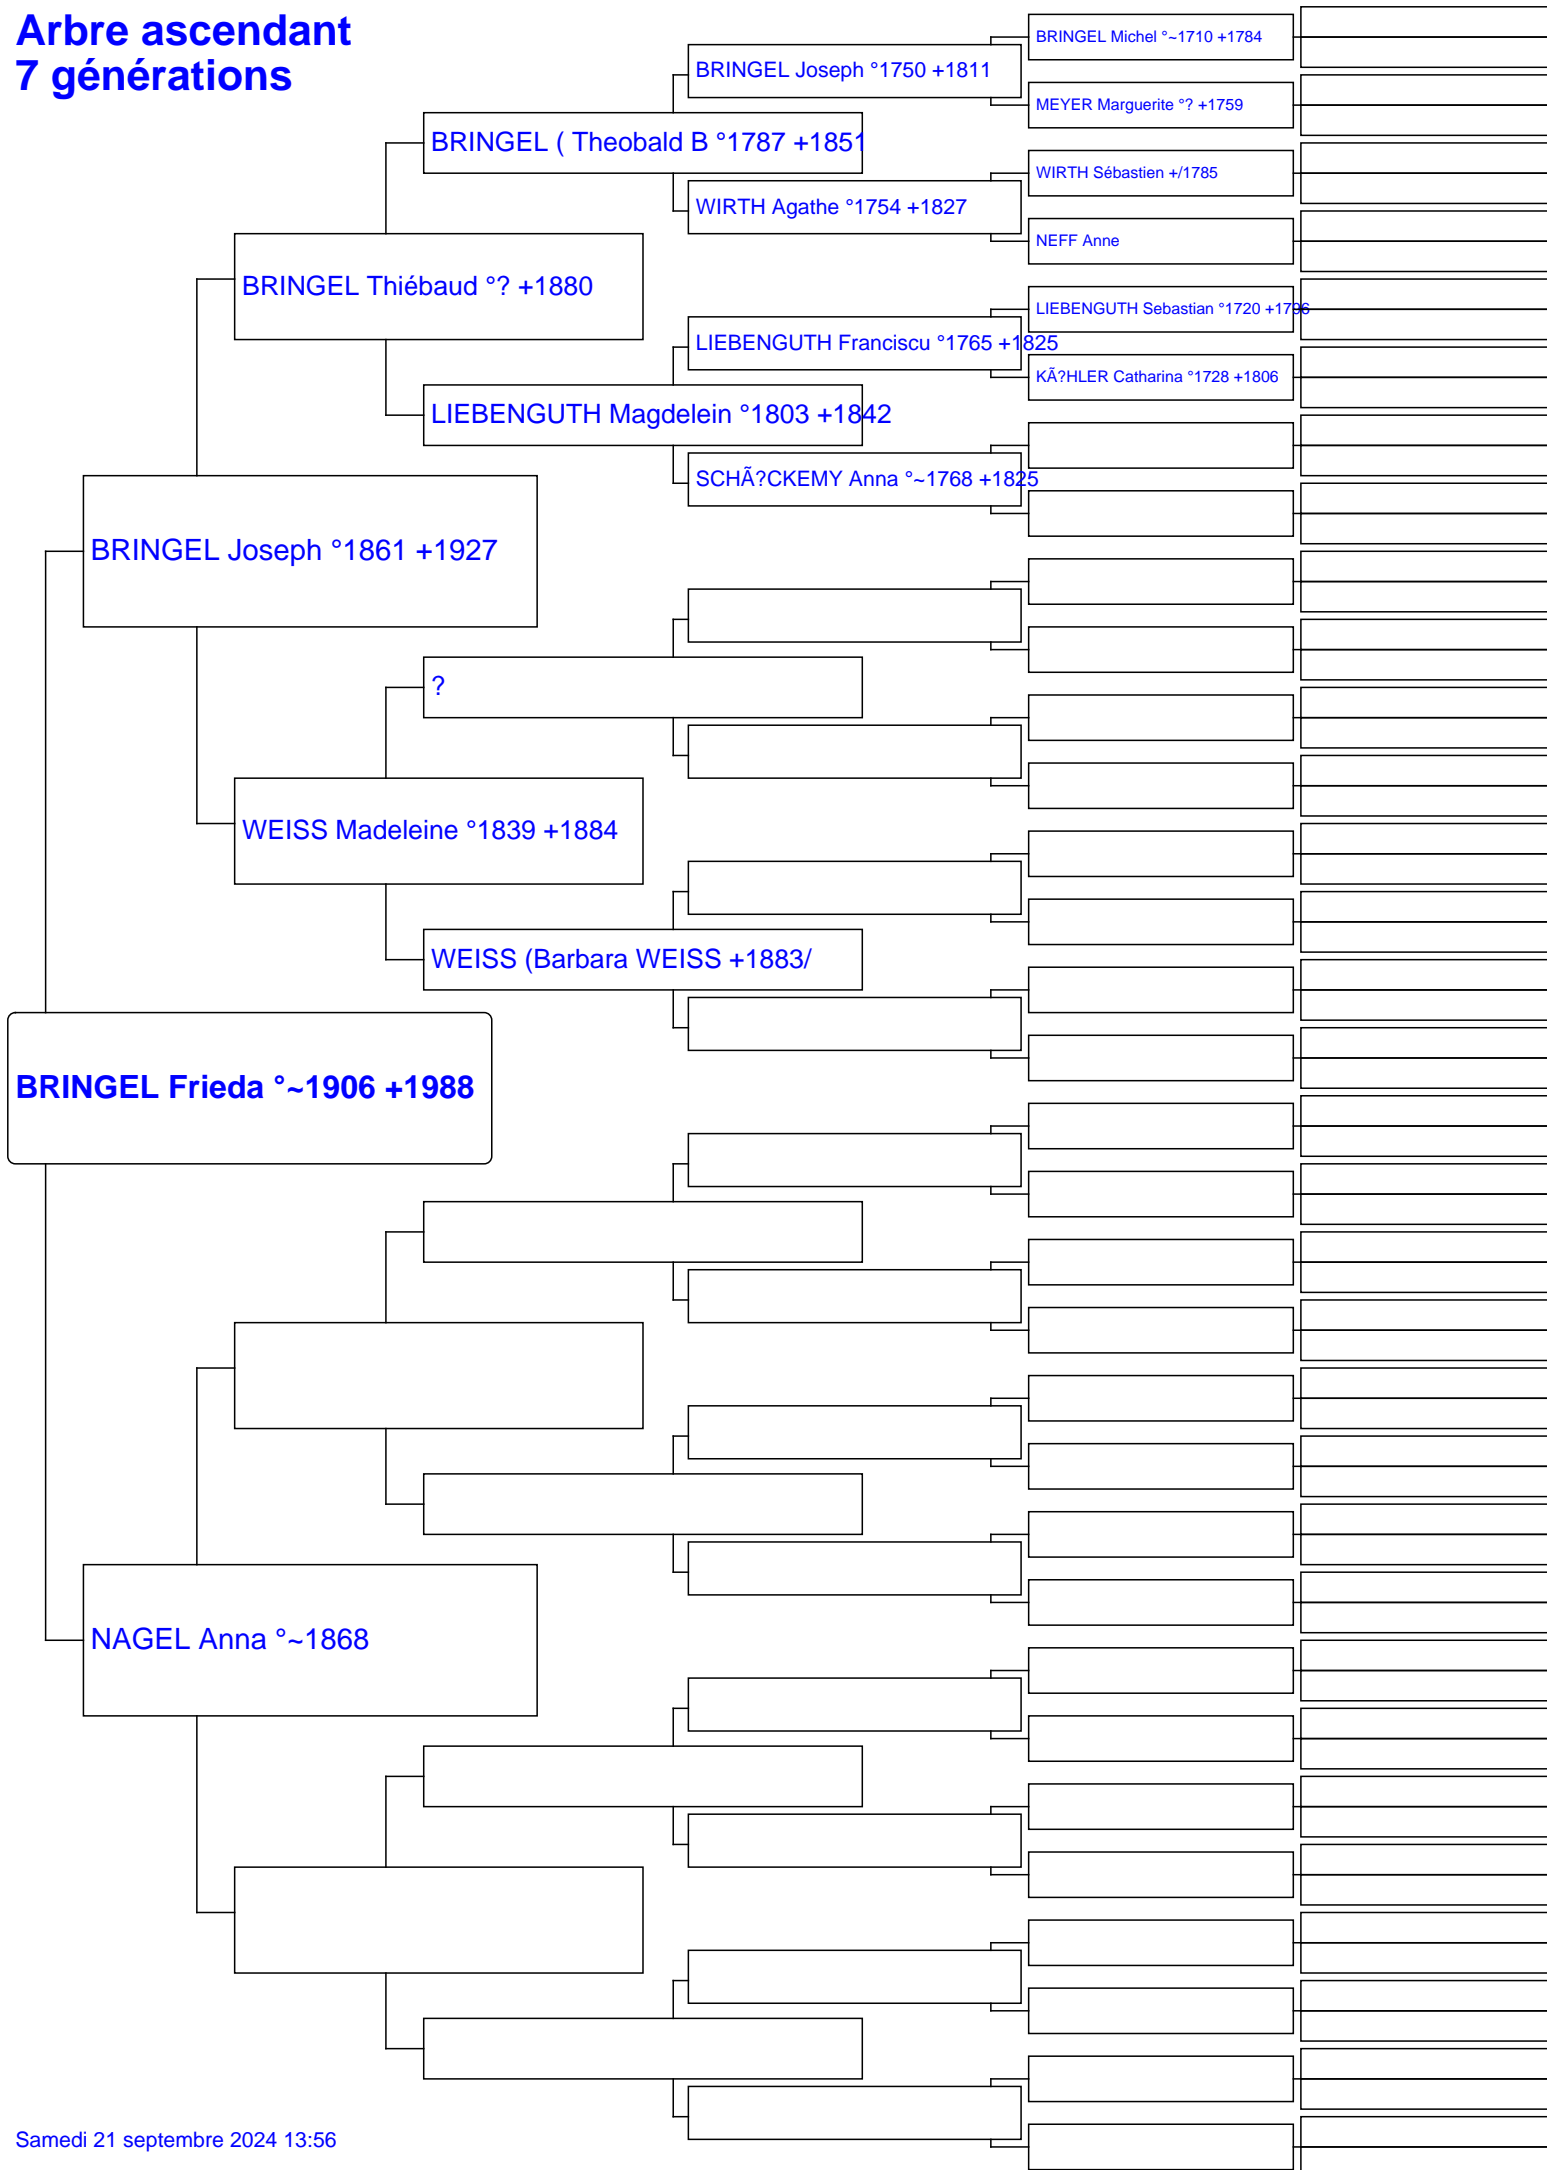 Arbre ascendant
7 générations
BRINGEL Michel °~1710 +1784
BRINGEL Joseph °1750 +1811
MEYER Marguerite °? +1759
BRINGEL ( Theobald B °1787 +1851
WIRTH Sébastien +/1785
WIRTH Agathe °1754 +1827
NEFF Anne
BRINGEL Thiébaud °? +1880
LIEBENGUTH Sebastian °1720 +1796
LIEBENGUTH Franciscu °1765 +1825
KÃ?HLER Catharina °1728 +1806
LIEBENGUTH Magdelein °1803 +1842
SCHÃ?CKEMY Anna °~1768 +1825
BRINGEL Joseph °1861 +1927
?
WEISS Madeleine °1839 +1884
WEISS (Barbara WEISS +1883/
BRINGEL Frieda °~1906 +1988
NAGEL Anna °~1868
Samedi 21 septembre 2024 13:56